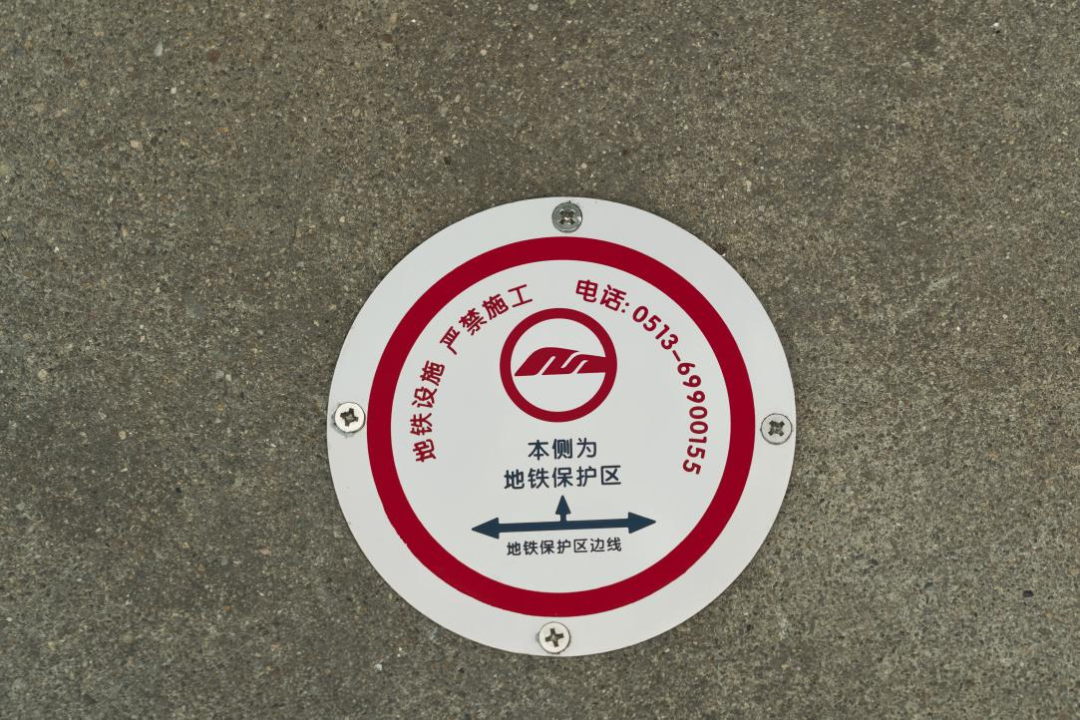 地铁设施 严禁施工
电话: 0513-69900155
本侧为
地铁保护区
地铁保护区边线